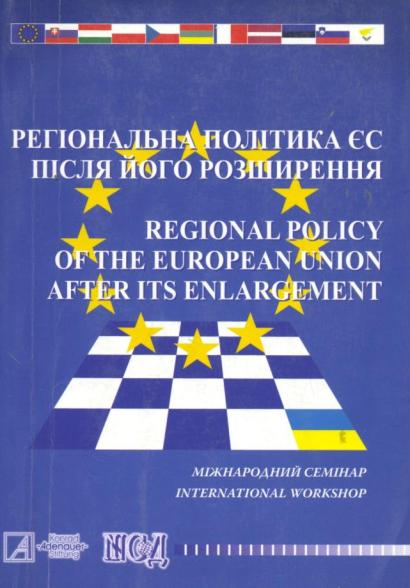 РЕГІОНАЛЬНА ПОЛІТИКА ЄС
ПІСЛЯ ЙОГО РОЗШИРЕННЯ
REGIONAL POLICY
OF THE EUROPEAN UNION
AFTER ITS ENLARGEMENT
МІЖНАРОДНИЙ СЕМІНАР
INTERNATIONAL WORKSHOP
Konrad
-Adenauer-
Stiftung